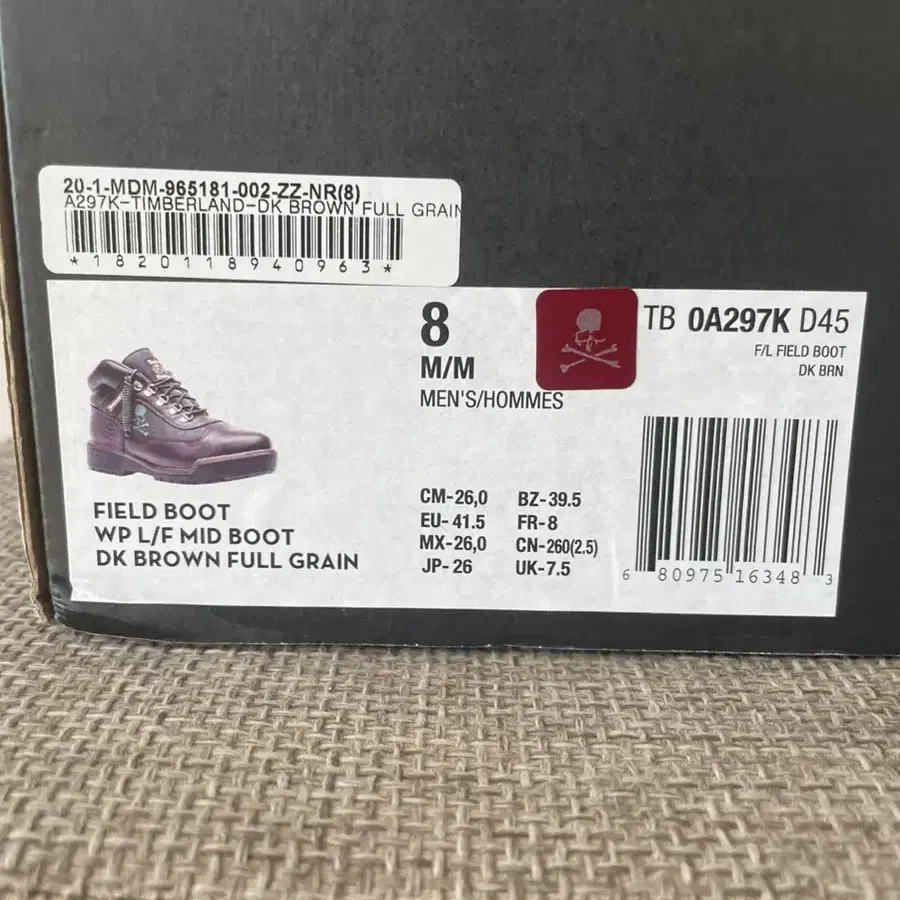 20-1-MDM-965181-002-ZZ-NR(8)
A297K-TIMBERLAND-DK BROWN FULL GRAIN
*182011894 0963*
8
M/M
MEN'S/HOMMES
TB 0A297K D45
F/L FIELD BOOT
DK BRN
FIELD BOOT
WP L/F MID BOOT
DK BROWN FULL GRAIN
CM-26,0 BZ-39.5
EU-41.5 FR-8
MX-26,0 CN-260(2.5)
JP-26 UK-7.5
6 80975 16348 3